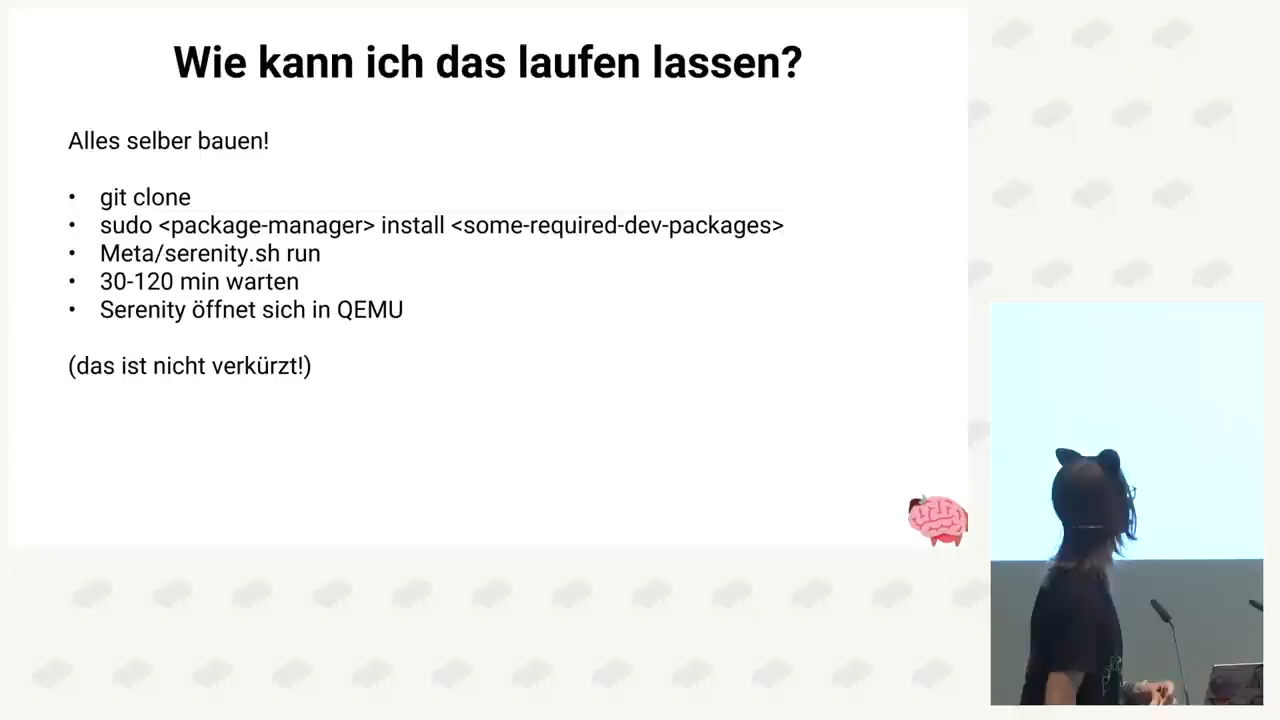 Wie kann ich das laufen lassen?
Alles selber bauen!
• git clone
• sudo <package-manager> install <some-required-dev-packages>
• Meta/serenity.sh run
• 30-120 min warten
• Serenity öffnet sich in QEMU
(das ist nicht verkürzt!)